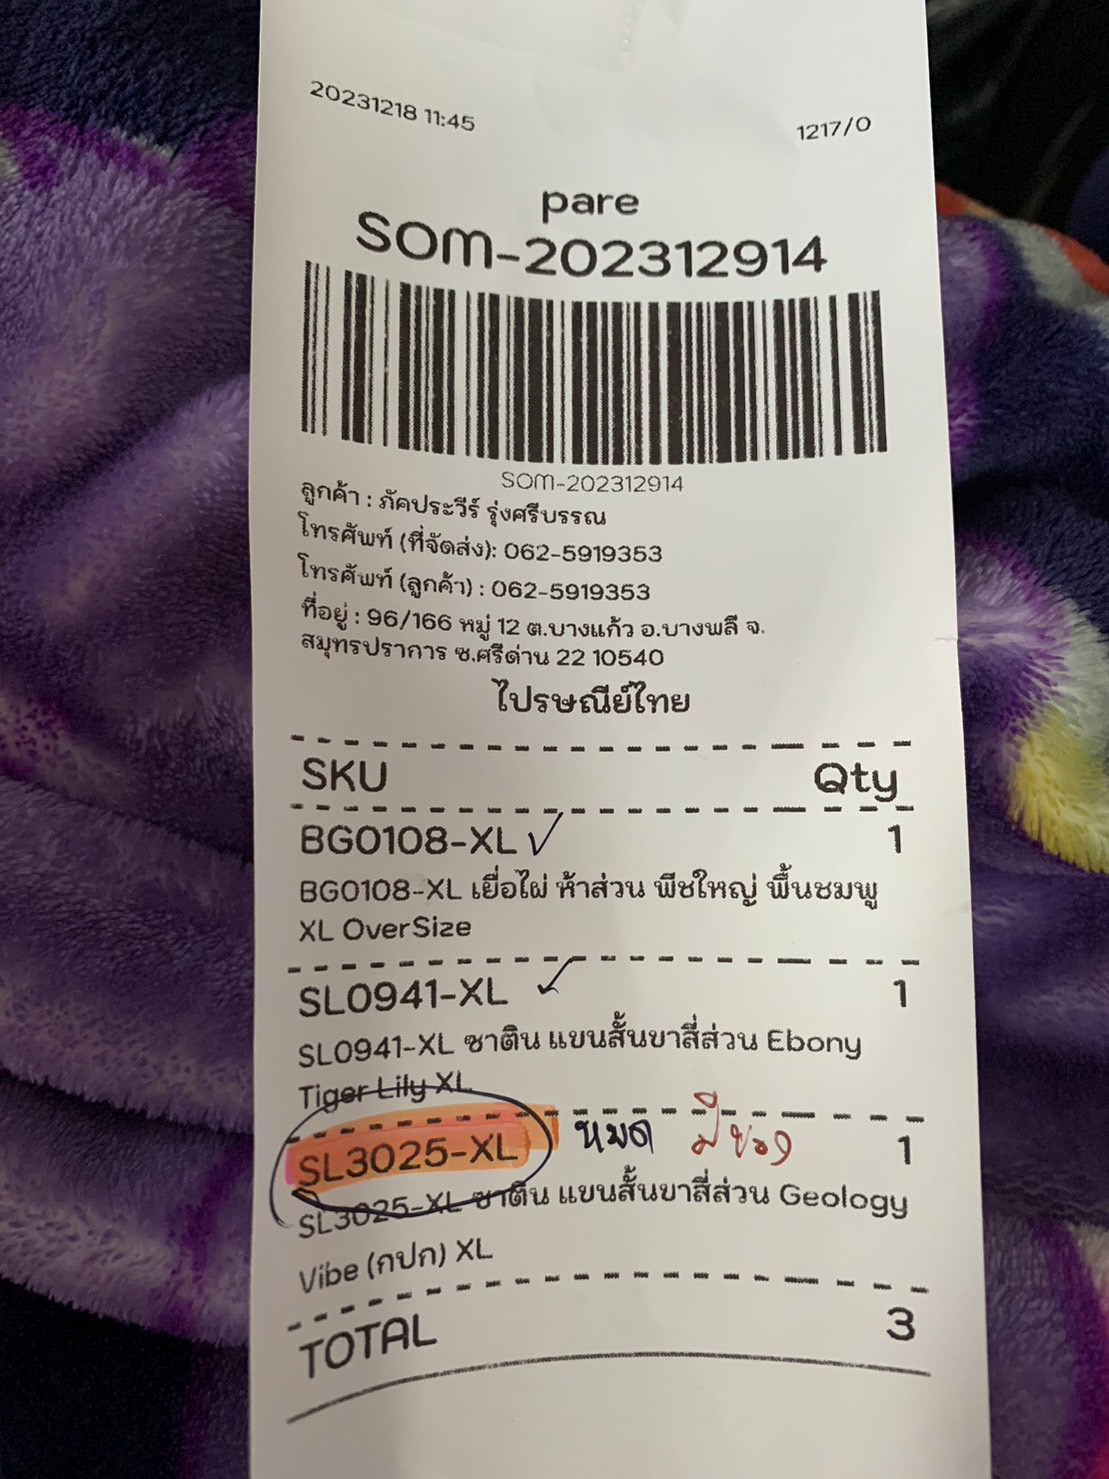 20231218 11:45
1217/0
pare
SOM-202312914
SOM-202312914
ลูกค้า : ภัคประวีร์ รุ่งศรีบรรณ
โทรศัพท์ (ที่จัดส่ง): 062-5919353
โทรศัพท์ (ลูกค้า) : 062-5919353
ที่อยู่ : 96/166 หมู่ 12 ต.บางแก้ว อ.บางพลี จ.
สมุทรปราการ ซ.ศรีด่าน 22 10540
ไปรษณีย์ไทย
SKU Qty
BG0108-XL ✓ 1
BG0108-XL เยื่อไผ่ ห้าส่วน พืชใหญ่ พื้นชมพู
XL OverSize
SL0941-XL ✓ 1
SL0941-XL ซาติน แขนสั้นขาสี่ส่วน Ebony
Tiger Lily XL
SL3025-XL หมด มีของ 1
SL3025-XL ซาติน แขนสั้นขาสี่ส่วน Geology
Vibe (กปก) XL
TOTAL 3